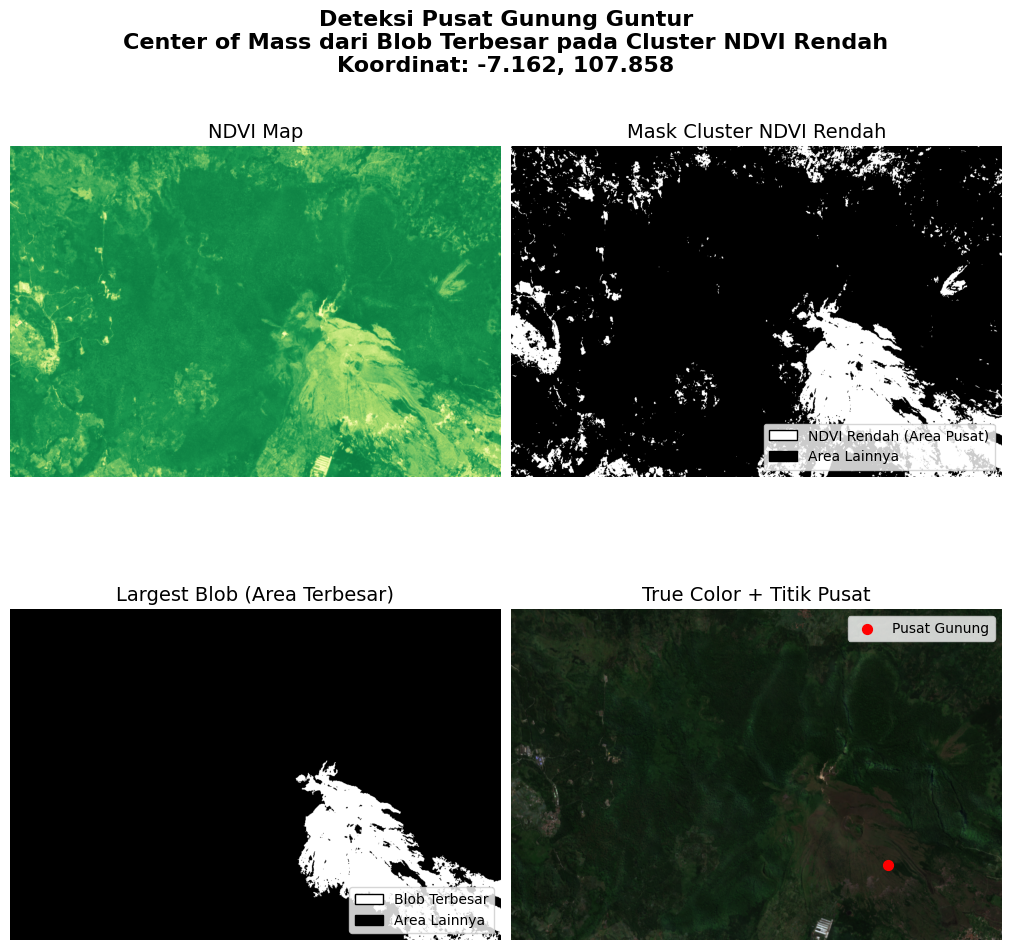 Deteksi Pusat Gunung Guntur
Center of Mass dari Blob Terbesar pada Cluster NDVI Rendah
Koordinat: -7.162, 107.858
NDVI Map
Mask Cluster NDVI Rendah
NDVI Rendah (Area Pusat)
Area Lainnya
Largest Blob (Area Terbesar)
True Color + Titik Pusat
Pusat Gunung
Blob Terbesar
Area Lainnya